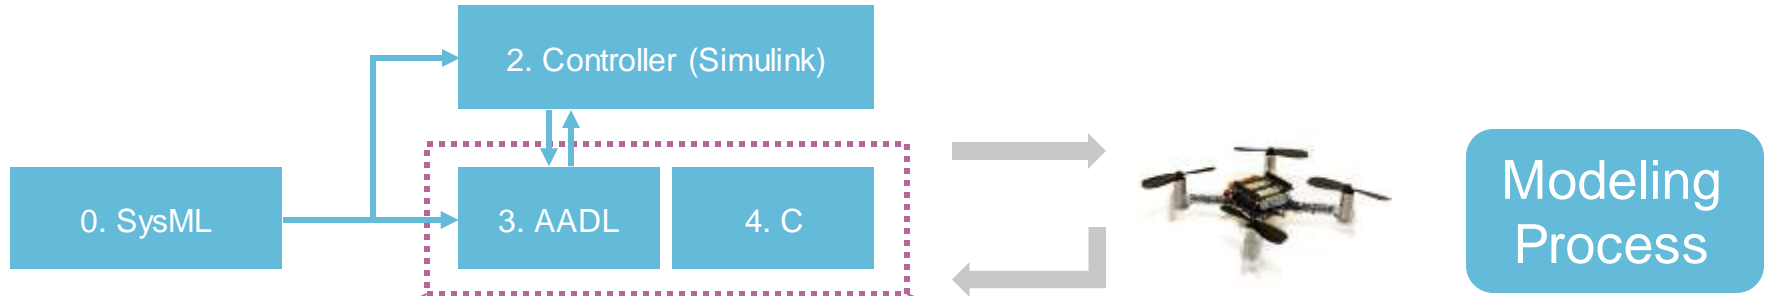 2. Controller (Simulink)
0. SysML
3. AADL
4. C
Modeling
Process